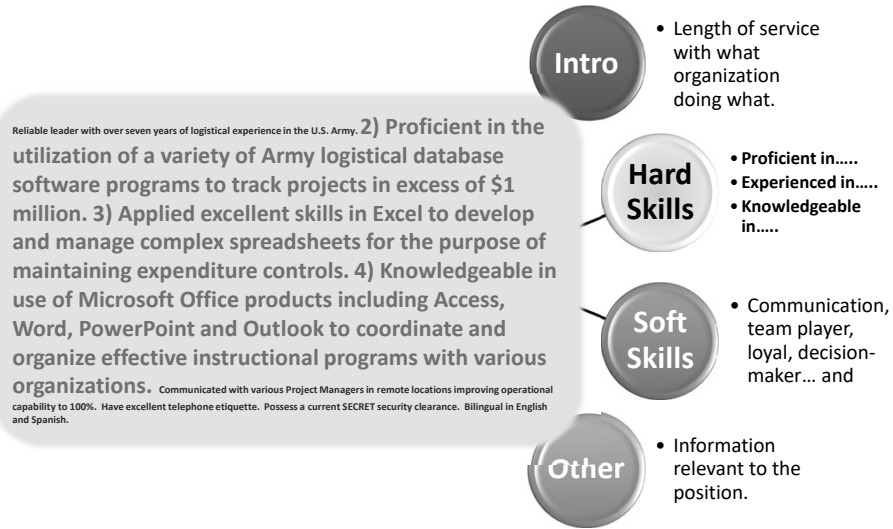 Reliable leader with over seven years of logistical experience in the U.S. Army. 2) Proficient in the
utilization of a variety of Army logistical database
software programs to track projects in excess of $1
million. 3) Applied excellent skills in Excel to develop
and manage complex spreadsheets for the purpose of
maintaining expenditure controls. 4) Knowledgeable in
use of Microsoft Office products including Access,
Word, PowerPoint and Outlook to coordinate and
organize effective instructional programs with various
organizations. Communicated with various Project Managers in remote locations improving operational
capability to 100%. Have excellent telephone etiquette. Possess a current SECRET security clearance. Bilingual in English
and Spanish.
Intro
• Length of service
with what
organization
doing what.
Hard
Skills
• Proficient in…..
• Experienced in…..
• Knowledgeable
in…..
Soft
Skills
• Communication,
team player,
loyal, decision-
maker… and
Other
• Information
relevant to the
position.